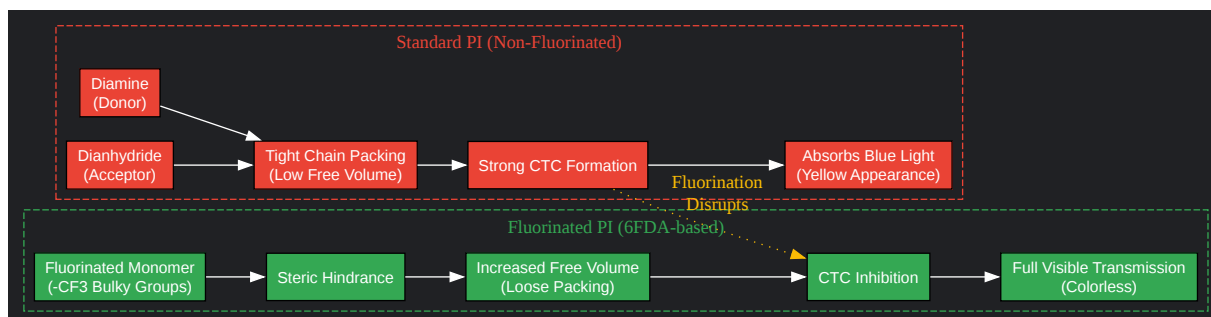 Standard PI (Non-Fluorinated)
Diamine
(Donor)
Dianhydride
(Acceptor)
Tight Chain Packing
(Low Free Volume)
Strong CTC Formation
Absorbs Blue Light
(Yellow Appearance)
Fluorination
Disrupts
Fluorinated PI (6FDA-based)
Fluorinated Monomer
(-CF3 Bulky Groups)
Steric Hindrance
Increased Free Volume
(Loose Packing)
CTC Inhibition
Full Visible Transmission
(Colorless)